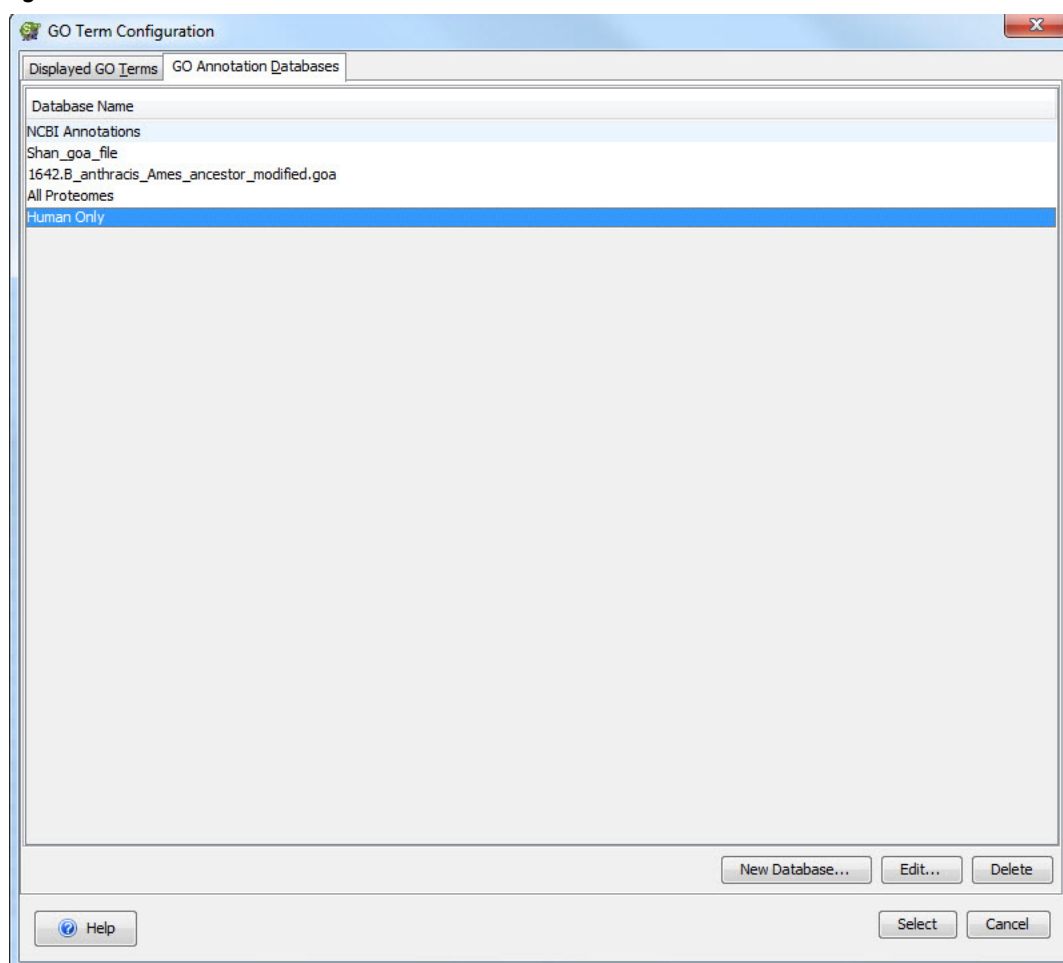 GO Term Configuration
Displayed GO Terms GO Annotation Databases
Database Name
NCBI Annotations
Shan_goa_file
1642.B_anthracis_Ames_ancestor_modified.goa
All Proteomes
Human Only
New Database... Edit... Delete
Help Select Cancel